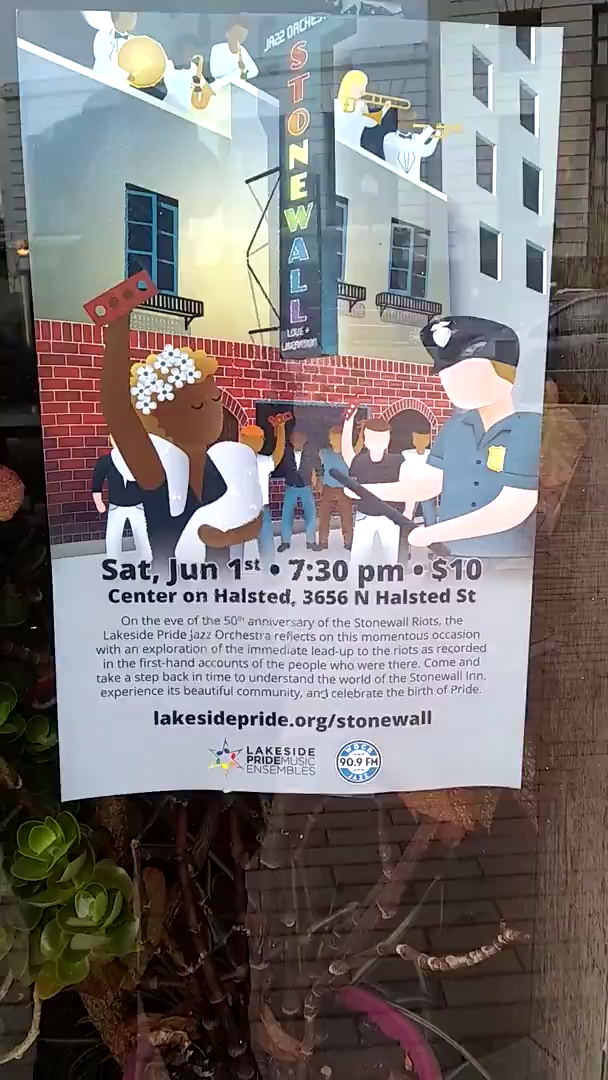 JAZZ ORCHES
STONEWALL
LOVE +
LIBERATION
Sat, Jun 1st • 7:30 pm • $10
Center on Halsted, 3656 N Halsted St
On the eve of the 50th anniversary of the Stonewall Riots, the
Lakeside Pride Jazz Orchestra reflects on this momentous occasion
with an exploration of the immediate lead-up to the riots as recorded
in the first-hand accounts of the people who were there. Come and
take a step back in time to understand the world of the Stonewall Inn,
experience its beautiful community, and celebrate the birth of Pride.
lakesidepride.org/stonewall
LAKESIDE
PRIDEMUSIC
ENSEMBLES
WDCB
90.9 FM
JAZZ